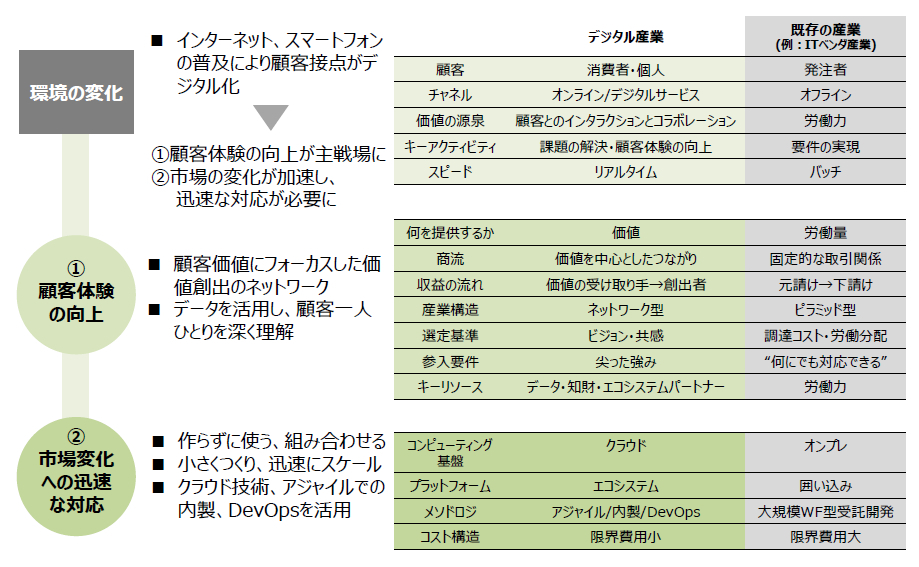 環境の変化
■ インターネット、スマートフォン
の普及により顧客接点がデ
ジタル化
①顧客体験の向上が主戦場に
②市場の変化が加速し、
迅速な対応が必要に
デジタル産業 既存の産業
(例:ITベンダ産業)
顧客 消費者・個人 発注者
チャネル オンライン/デジタルサービス オフライン
価値の源泉 顧客とのインタラクションとコラボレーション 労働力
キーアクティビティ 課題の解決・顧客体験の向上 要件の実現
スピード リアルタイム バッチ
①
顧客体験
の向上
■ 顧客価値にフォーカスした価
値創出のネットワーク
■ データを活用し、顧客一人
ひとりを深く理解
何を提供するか 価値 労働量
商流 価値を中心としたつながり 固定的な取引関係
収益の流れ 価値の受け取り手→創出者 元請け→下請け
産業構造 ネットワーク型 ピラミッド型
選定基準 ビジョン・共感 調達コスト・労働分配
参入要件 尖った強み “何にでも対応できる”
キーリソース データ・知財・エコシステムパートナー 労働力
②
市場変化
への迅速
な対応
■ 作らずに使う、組み合わせる
■ 小さくつくり、迅速にスケール
■ クラウド技術、アジャイルでの
内製、DevOpsを活用
コンピューティング
基盤 クラウド オンプレ
プラットフォーム エコシステム 囲い込み
メソドロジ アジャイル/内製/DevOps 大規模WF型受託開発
コスト構造 限界費用小 限界費用大